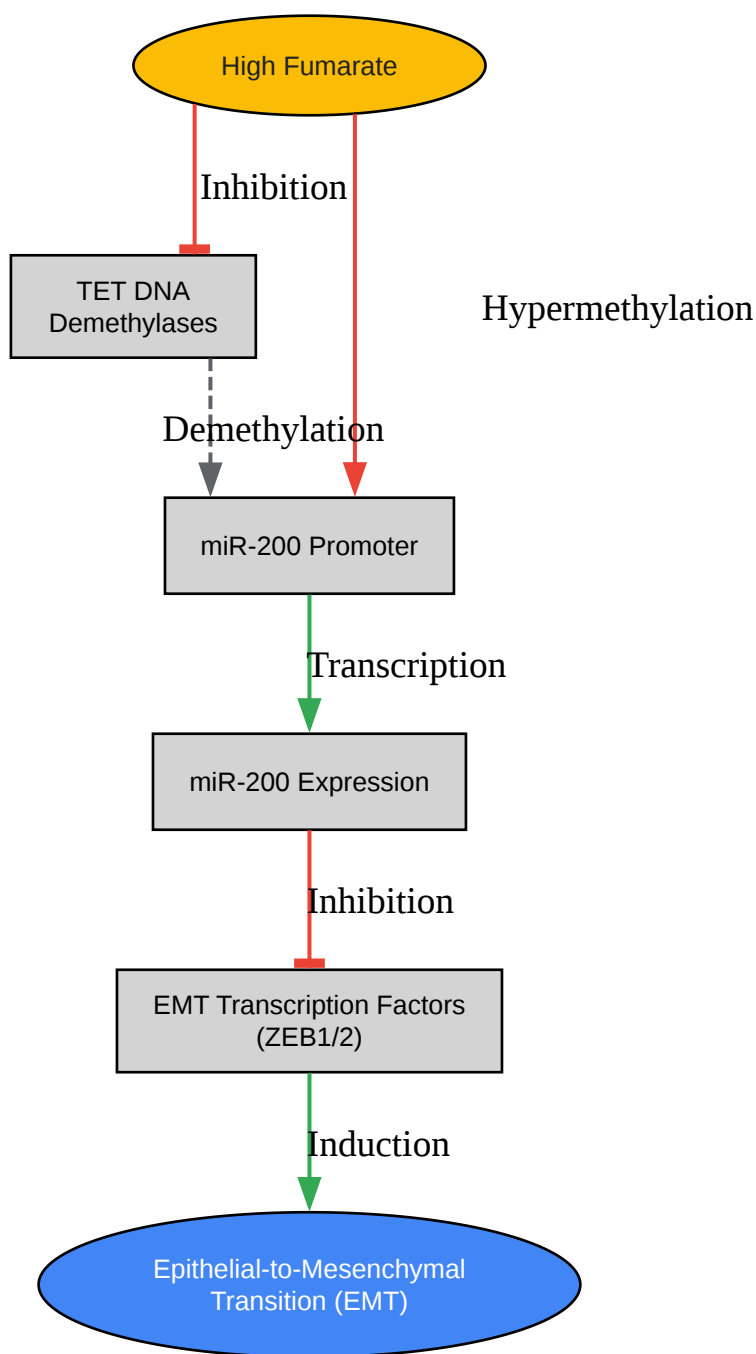 High Fumarate
Inhibition
TET DNA
Demethylases
Hypermethylation
Demethylation
miR-200 Promoter
Transcription
miR-200 Expression
Inhibition
EMT Transcription Factors
(ZEB1/2)
Induction
Epithelial-to-Mesenchymal
Transition (EMT)